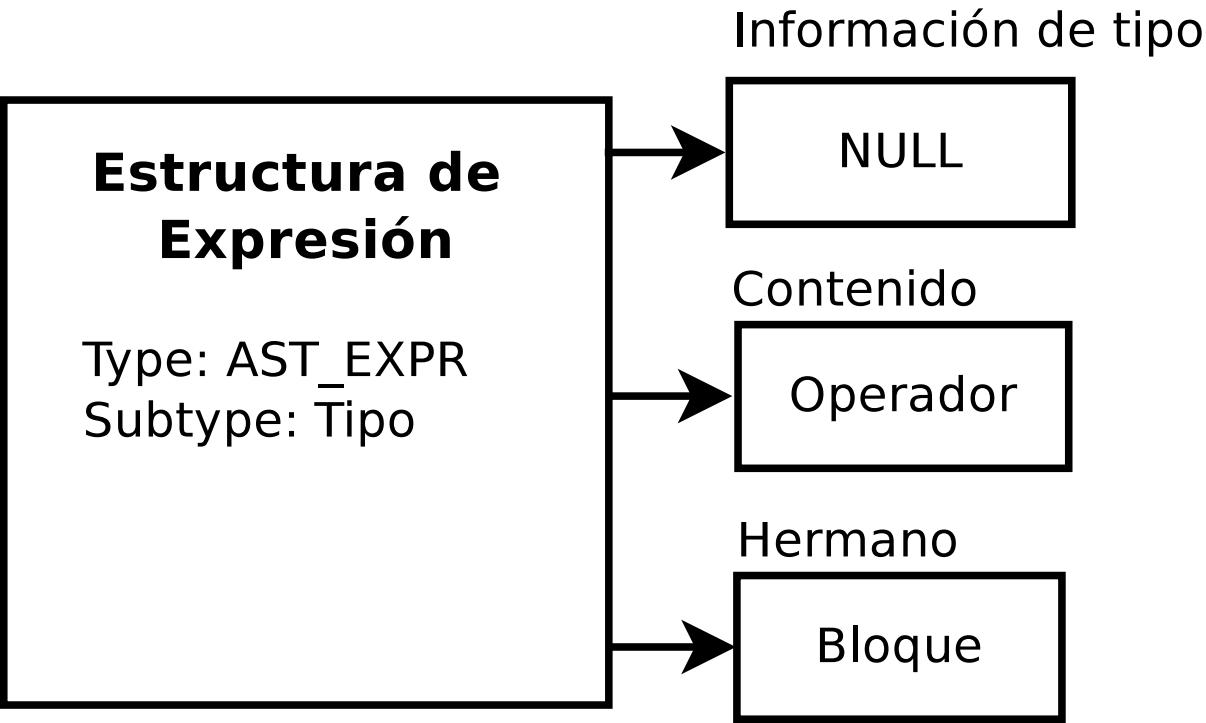 Estructura de
Expresión
Type: AST_EXPR
Subtype: Tipo
Información de tipo
NULL
Contenido
Operador
Hermano
Bloque